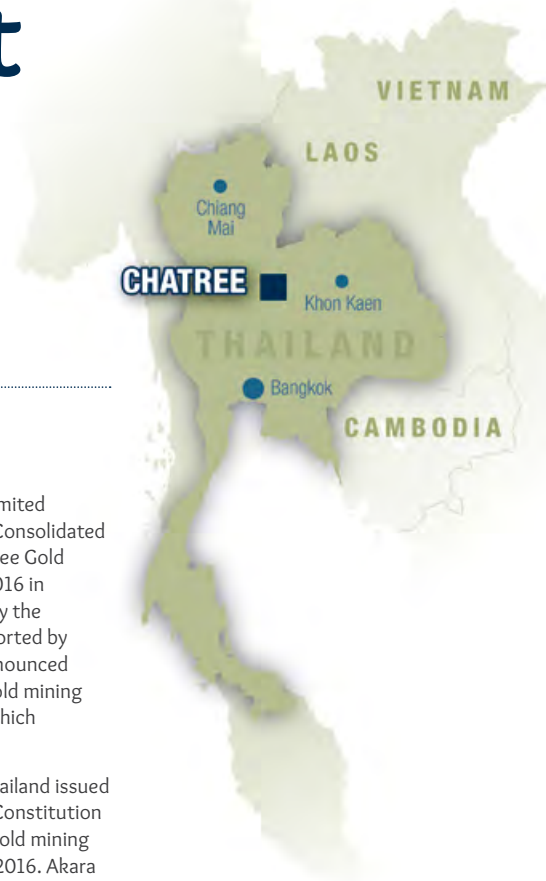 t
VIETNAM
LAOS
Chiang
Mai
CHATREE
Khon Kaen
THAILAND
Bangkok
CAMBODIA
mited
Consolidated
ee Gold
016 in
y the
orted by
nounced
old mining
hich
ailand issued
Constitution
old mining
2016. Akara